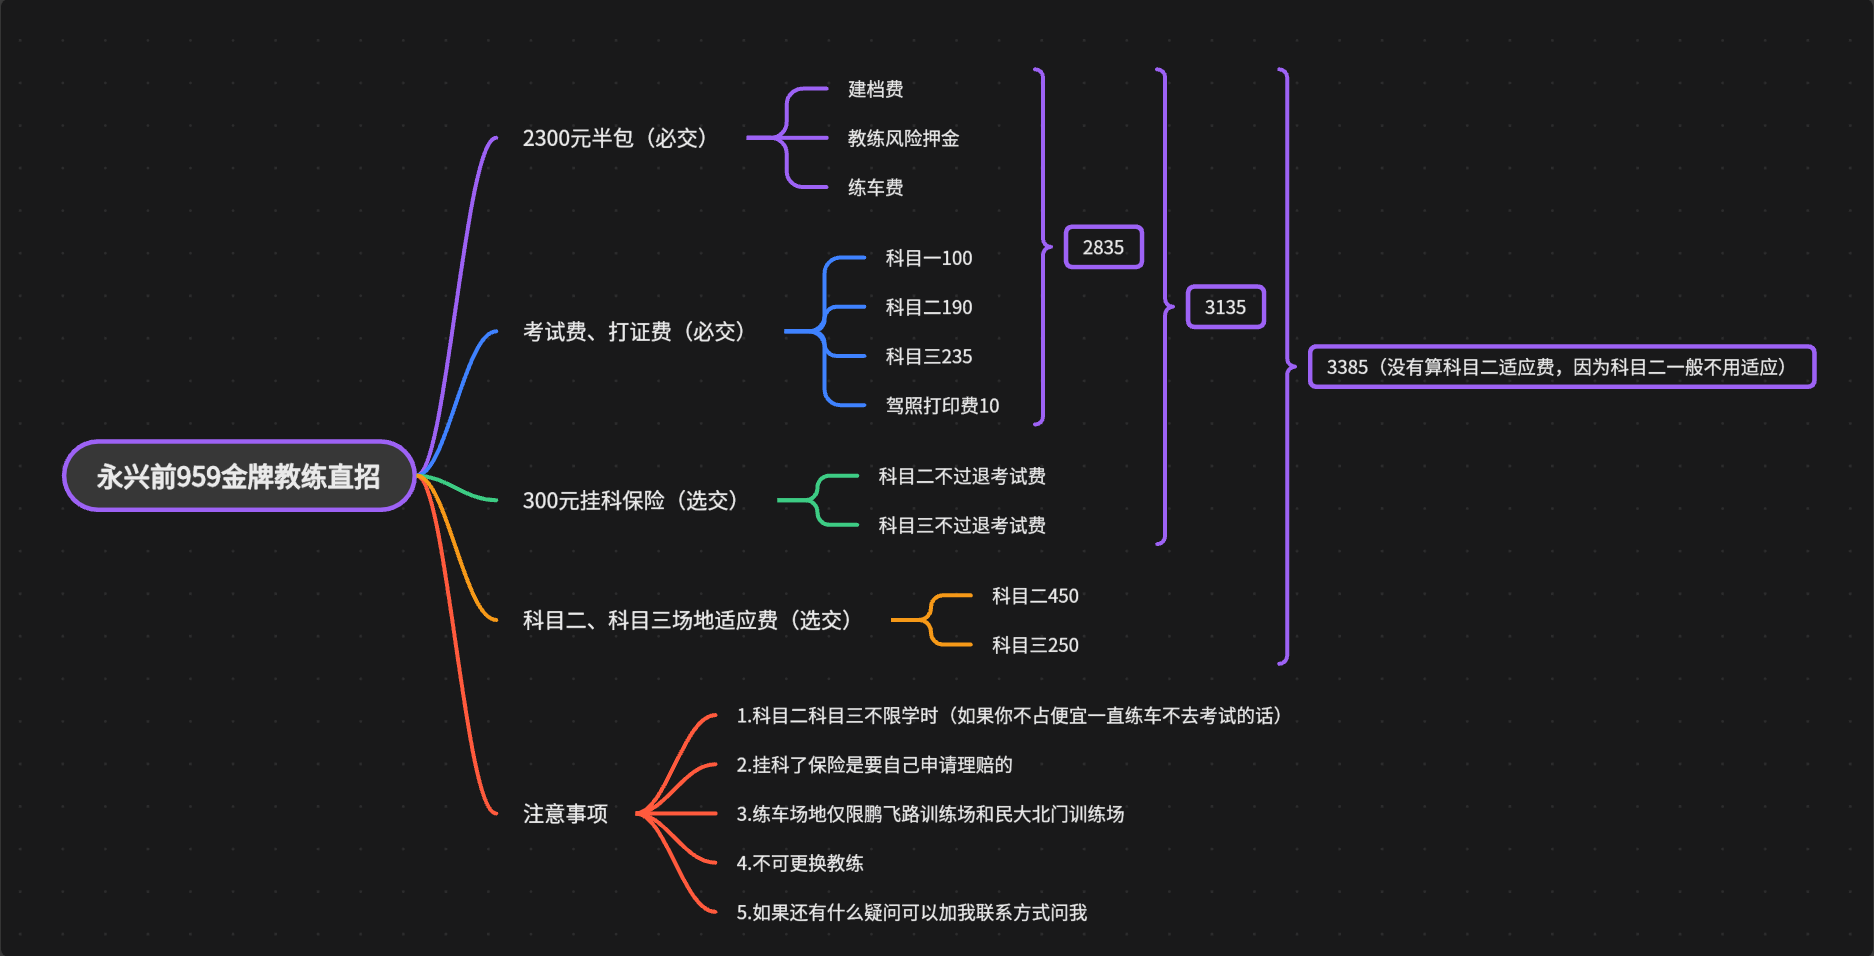 永兴前959金牌教练直招
2300元半包（必交）
建档费
教练风险押金
练车费
考试费、打证费（必交）
科目一100
科目二190
科目三235
驾照打印费10
2835
300元挂科保险（选交）
科目二不过退考试费
科目三不过退考试费
3135
科目二、科目三场地适应费（选交）
科目二450
科目三250
3385（没有算科目二适应费，因为科目二一般不用适应）
注意事项
1.科目二科目三不限学时（如果你不占便宜一直练车不去考试的话）
2.挂科了保险是要自己申请理赔的
3.练车场地仅限鹏飞路训练场和民大北门训练场
4.不可更换教练
5.如果还有什么疑问可以加我联系方式问我